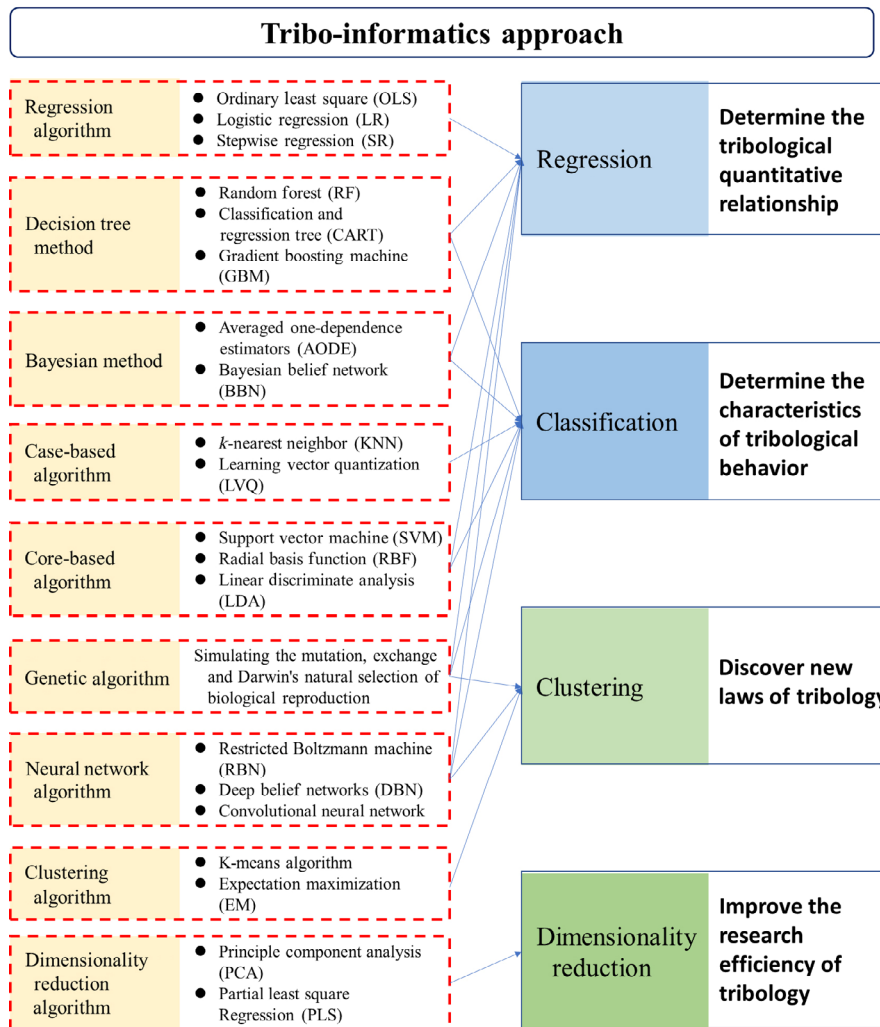 Tribo-informatics approach
Regression
algorithm
● Ordinary least square (OLS)
● Logistic regression (LR)
● Stepwise regression (SR)
Decision tree
method
● Random forest (RF)
● Classification and
regression tree (CART)
● Gradient boosting machine
(GBM)
Bayesian method
● Averaged one-dependence
estimators (AODE)
● Bayesian belief network
(BBN)
Case-based
algorithm
● k-nearest neighbor (KNN)
● Learning vector quantization
(LVQ)
Core-based
algorithm
● Support vector machine (SVM)
● Radial basis function (RBF)
● Linear discriminate analysis
(LDA)
Genetic algorithm
Simulating the mutation, exchange
and Darwin's natural selection of
biological reproduction
Neural network
algorithm
● Restricted Boltzmann machine
(RBN)
● Deep belief networks (DBN)
● Convolutional neural network
Clustering
algorithm
● K-means algorithm
● Expectation maximization
(EM)
Dimensionality
reduction
algorithm
● Principle component analysis
(PCA)
● Partial least square
Regression (PLS)
Regression
Determine the
tribological
quantitative
relationship
Classification
Determine the
characteristics
of tribological
behavior
Clustering
Discover new
laws of tribology
Dimensionality
reduction
Improve the
research
efficiency of
tribology